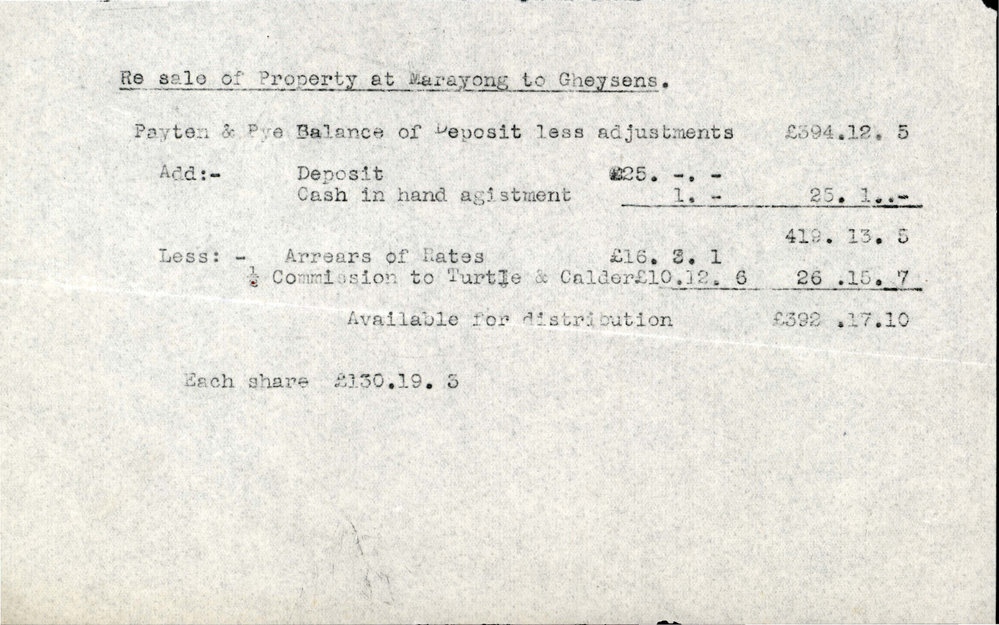 Re sale of Property at Marayong to Gheysens.
Payten & Pye Balance of Deposit less adjustments £394.12. 5
Add:- Deposit £25. -. -
Cash in hand agistment 1. - 25. 1..-
419. 13. 5
Less: - Arrears of Rates £16. 3. 1
½ Commission to Turtle & Calder£10.12. 6 26 .15. 7
Available for distribution £392 .17.10
Each share £130.19. 3